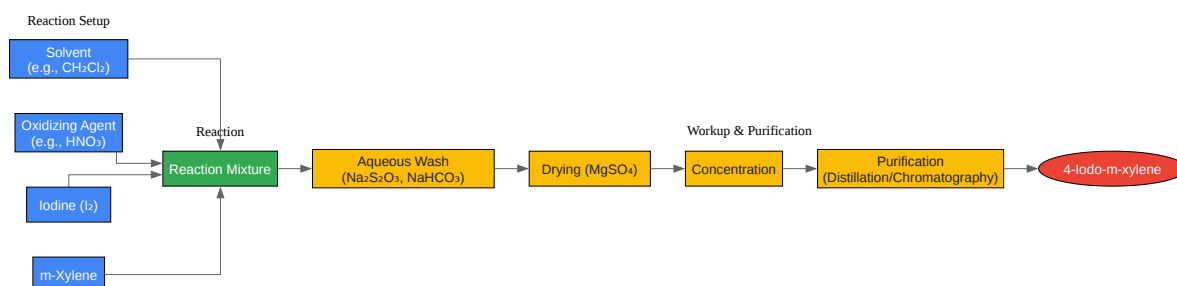 Reaction Setup
Solvent
(e.g., CH₂Cl₂)
Oxidizing Agent
(e.g., HNO₃)
Iodine (I₂)
m-Xylene
Reaction
Reaction Mixture
Aqueous Wash
(Na₂S₂O₃, NaHCO₃)
Drying (MgSO₄)
Workup & Purification
Concentration
Purification
(Distillation/Chromatography)
4-Iodo-m-xylene